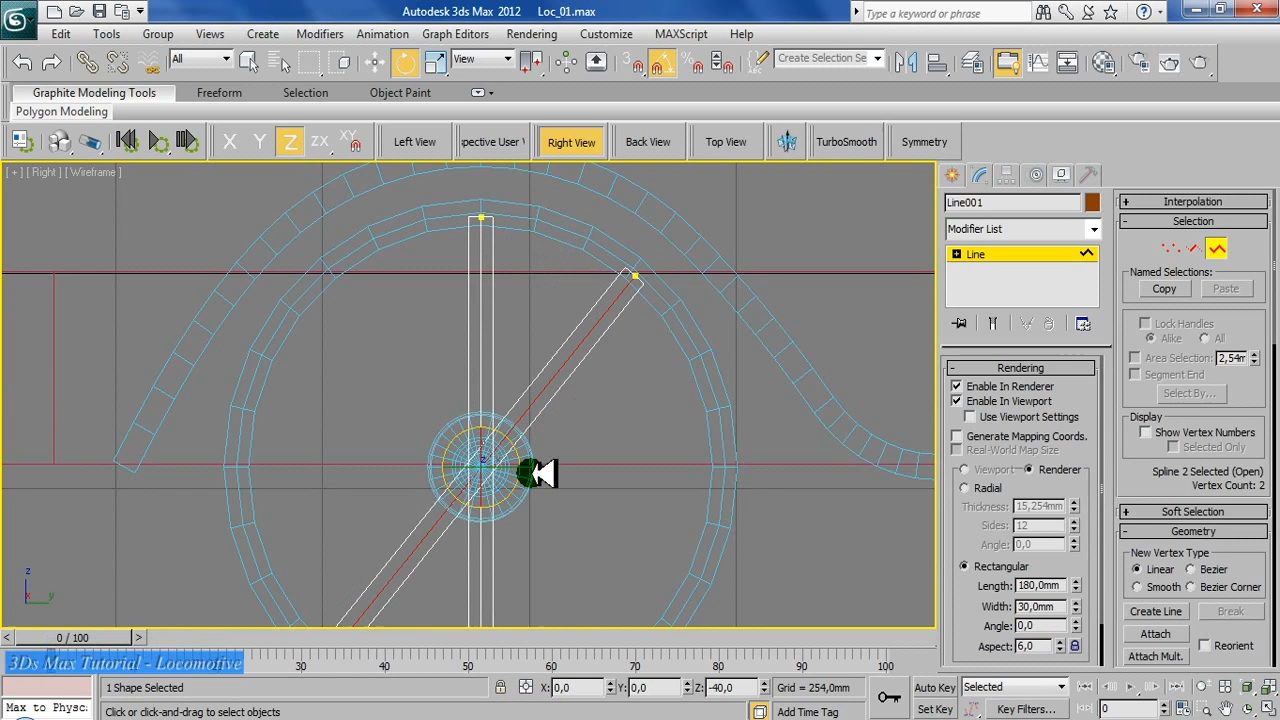 Autodesk 3ds Max 2012 Loc_01.max
Type a keyword or phrase
Edit Tools Group Views Create Modifiers Animation Graph Editors Rendering Customize MAXScript Help
All View Create Selection Se
Graphite Modeling Tools Freeform Selection Object Paint
Polygon Modeling
X Y Z ZX XY Left View pective User V Right View Back View Top View TurboSmooth Symmetry
[ + ] [ Right ] [ Wireframe ]
Line001
Modifier List
Line
Rendering
Enable In Renderer
Enable In Viewport
Use Viewport Settings
Generate Mapping Coords.
Real-World Map Size
Viewport Renderer
Radial
Thickness: 15,254mm
Sides: 12
Angle: 0,0
Rectangular
Length: 180,0mm
Width: 30,0mm
Angle: 0,0
Aspect: 6,0
Interpolation
Selection
Named Selections:
Copy Paste
Lock Handles
Alike All
Area Selection: 2,54m
Segment End
Select By...
Display
Show Vertex Numbers
Selected Only
Spline 2 Selected (Open)
Vertex Count: 2
Soft Selection
Geometry
New Vertex Type
Linear Bezier
Smooth Bezier Corner
Create Line Break
Attach Reorient
Attach Mult.
z
x y
z
0 / 100
3Ds Max Tutorial - Locomotive
30 40 50 60 70 80 90 100
1 Shape Selected X: 0,0 Y: 0,0 Z: -40,0 Grid = 254,0mm Auto Key Selected
Max to Physc Click or click-and-drag to select objects Add Time Tag Set Key Key Filters... 0